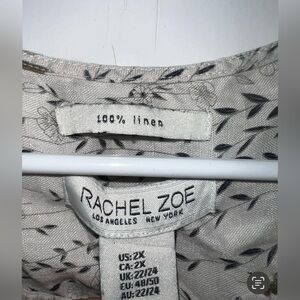 100% linen
RACHEL ZOE
LOS ANGELES NEW YORK
US: 2X
CA: 2X
UK: 22/24
EU: 48/50
AU: 22/24